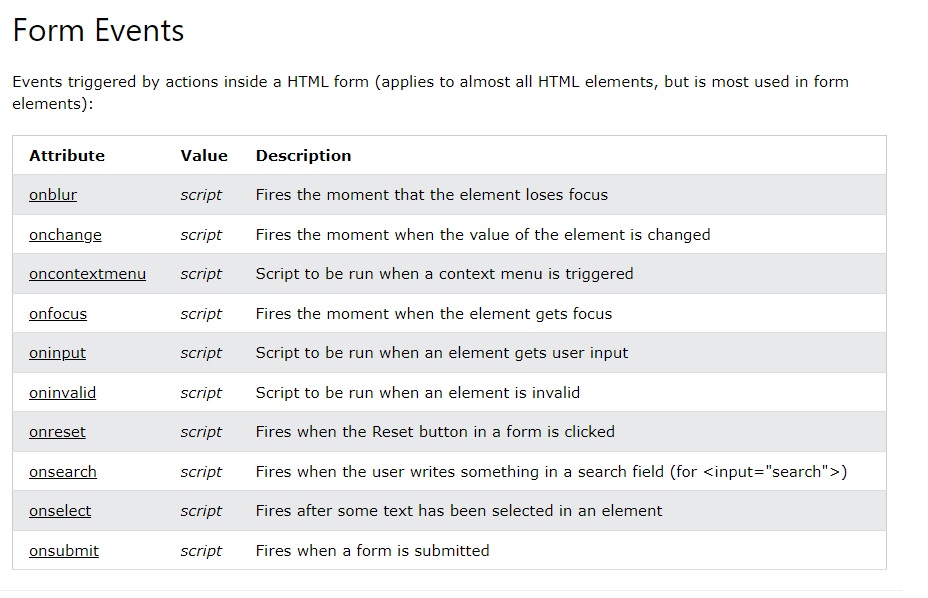 Form Events
Events triggered by actions inside a HTML form (applies to almost all HTML elements, but is most used in form
elements):
Attribute Value Description
onblur script Fires the moment that the element loses focus
onchange script Fires the moment when the value of the element is changed
oncontextmenu script Script to be run when a context menu is triggered
onfocus script Fires the moment when the element gets focus
oninput script Script to be run when an element gets user input
oninvalid script Script to be run when an element is invalid
onreset script Fires when the Reset button in a form is clicked
onsearch script Fires when the user writes something in a search field (for <input="search">)
onselect script Fires after some text has been selected in an element
onsubmit script Fires when a form is submitted